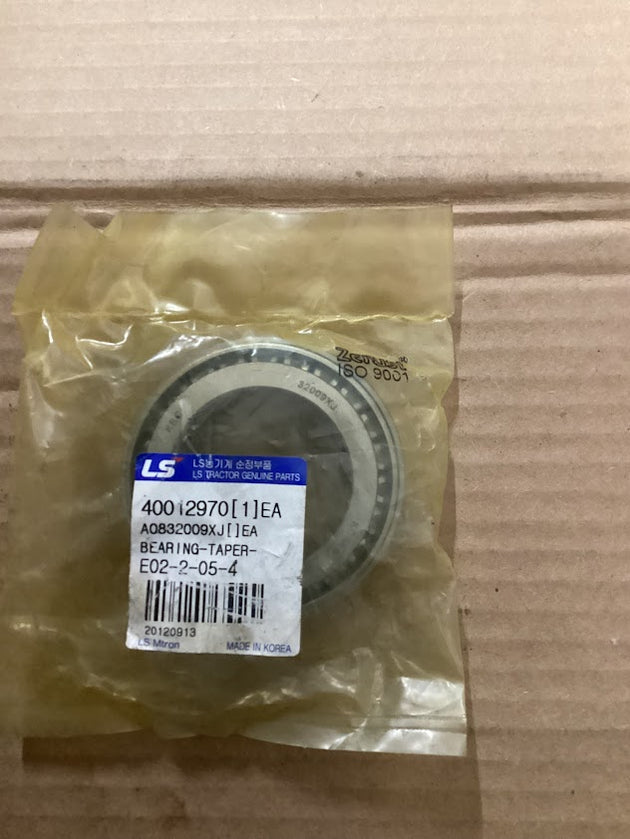 Zerust®
ISO 9001
32009XJ
LS
LS농기계 순정부품
LS TRACTOR GENUINE PARTS
40012970[1]EA
A0832009XJ[]EA
BEARING-TAPER-
E02-2-05-4
20120913
LS Mtron
MADE IN KOREA